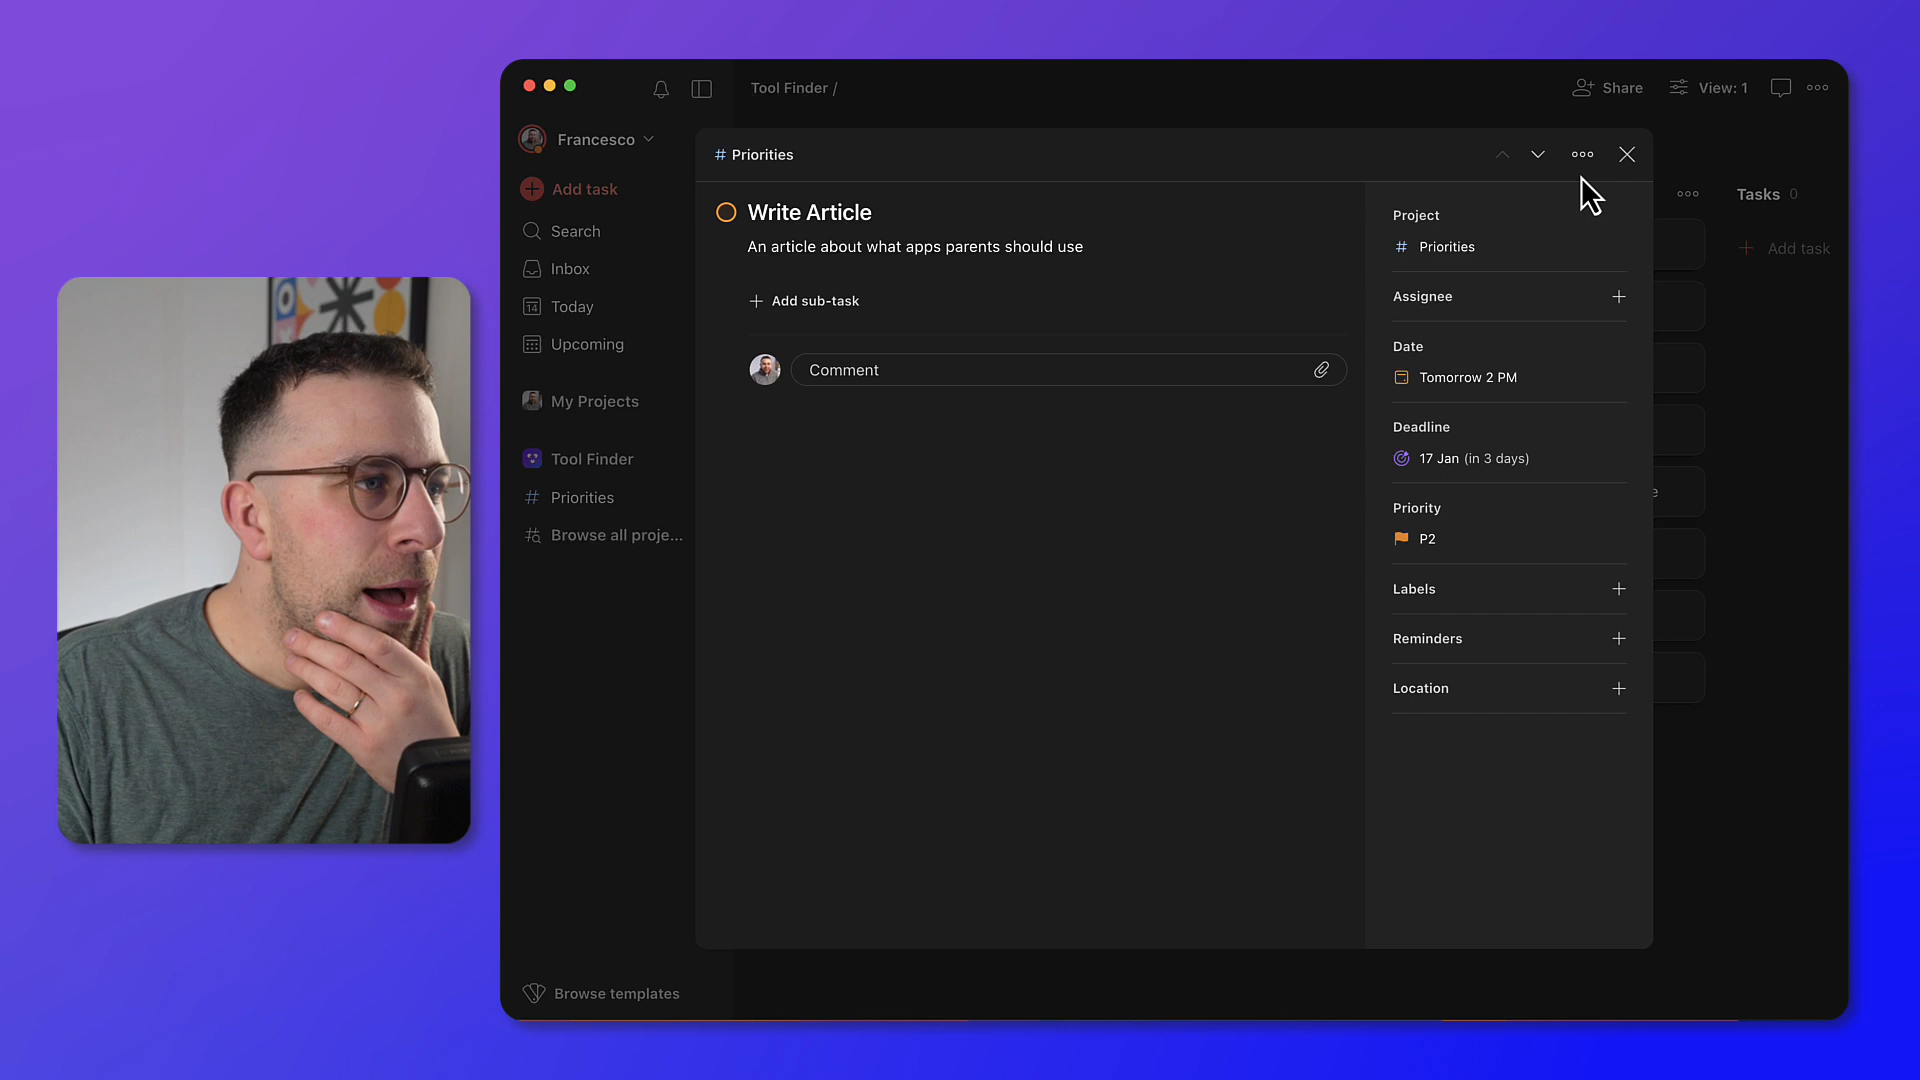 Tool Finder /
Share
View: 1
Francesco
Add task
Search
Inbox
14
Today
Upcoming
My Projects
Tool Finder
# Priorities
Browse all proje...
Browse templates
# Priorities
Write Article
An article about what apps parents should use
+ Add sub-task
Comment
Project
# Priorities
Assignee +
Date
Tomorrow 2 PM
Deadline
17 Jan (in 3 days)
Priority
P2
Labels +
Reminders +
Location +
Tasks 0
+ Add task
e